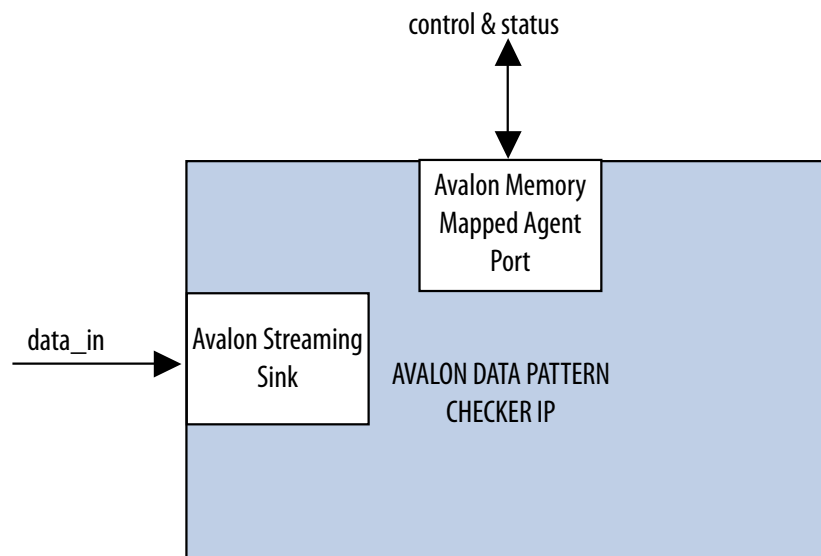 control & status
Avalon Memory
Mapped Agent
Port
data_in
Avalon Streaming
Sink
AVALON DATA PATTERN
CHECKER IP